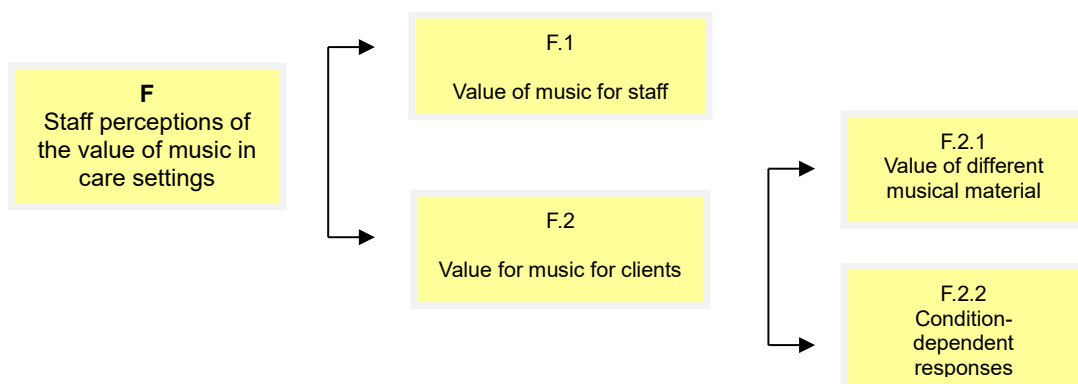 F
Staff perceptions of
the value of music in
care settings
F.1
Value of music for staff
F.2
Value for music for clients
F.2.1
Value of different
musical material
F.2.2
Condition-
dependent
responses